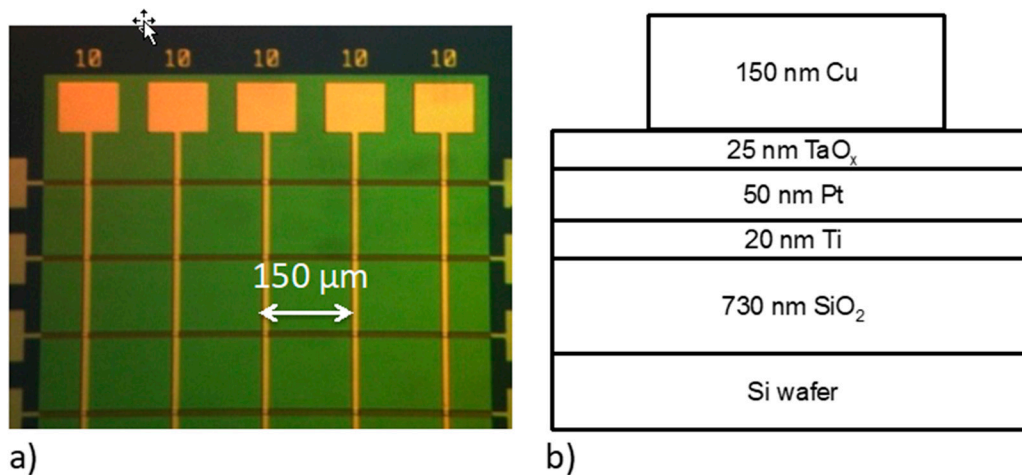 10 10 10 10 10
150 µm
a)
150 nm Cu
25 nm TaOₓ
50 nm Pt
20 nm Ti
730 nm SiO₂
Si wafer
b)